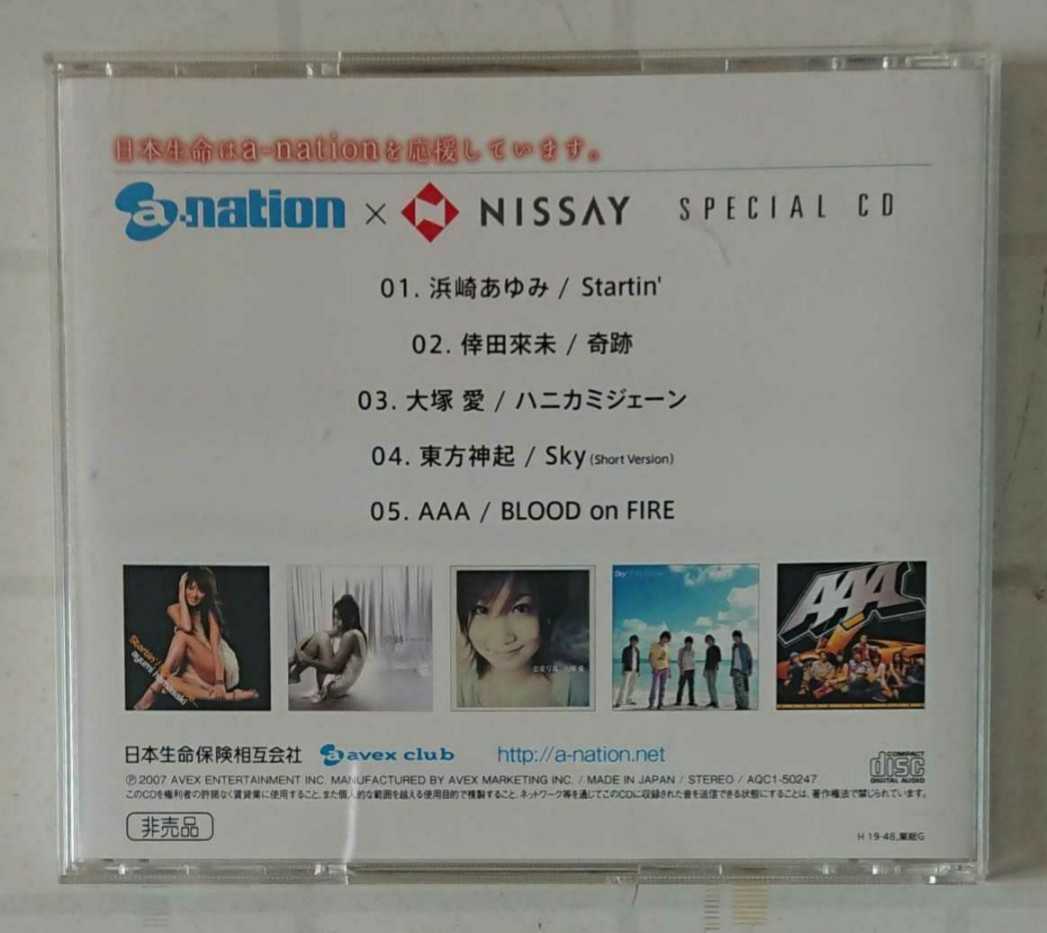 日本生命はa-nationを応援しています。
a-nation × NISSAY SPECIAL CD
01. 浜崎あゆみ / Startin'
02. 倖田來未 / 奇跡
03. 大塚 愛 / ハニカミジェーン
04. 東方神起 / Sky (Short Version)
05. AAA / BLOOD on FIRE
Startin'
ayumi hamasaki
Sky
AAA
日本生命保険相互会社 a avex club http://a-nation.net
COMPACT disc DIGITAL AUDIO
Ⓟ2007 AVEX ENTERTAINMENT INC. MANUFACTURED BY AVEX MARKETING INC. / MADE IN JAPAN / STEREO / AQC1-50247
このCDを権利者の許諾なく賃貸業に使用すること、また個人的な範囲を越える使用目的で複製すること、ネットワーク等を通じてこのCDに収録された音を送信できる状態にすることは、著作権法で禁じられています。
非売品
H 19-48,業総G